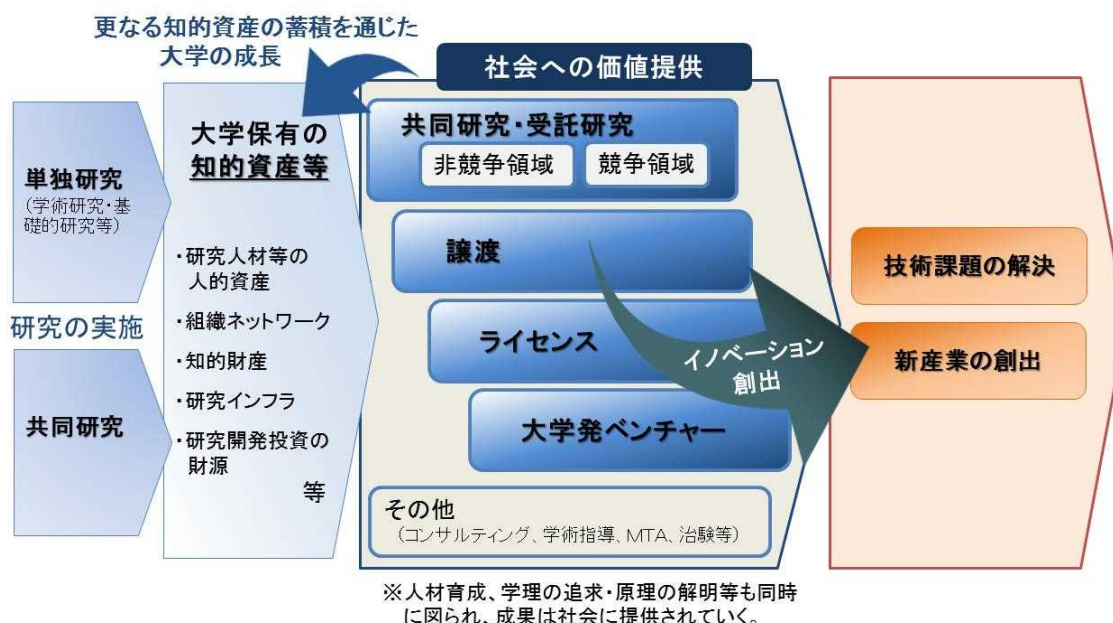 更なる知的資産の蓄積を通じた
大学の成長
社会への価値提供
単独研究
(学術研究・基
礎的研究等)
研究の実施
共同研究
大学保有の
知的資産等
・研究人材等の
人的資産
・組織ネットワーク
・知的財産
・研究インフラ
・研究開発投資の
財源
等
共同研究・受託研究
非競争領域
競争領域
譲渡
ライセンス
大学発ベンチャー
イノベーション
創出
その他
(コンサルティング、学術指導、MTA、治験等)
技術課題の解決
新産業の創出
※人材育成、学理の追求・原理の解明等も同時
に図られ、成果は社会に提供されていく。